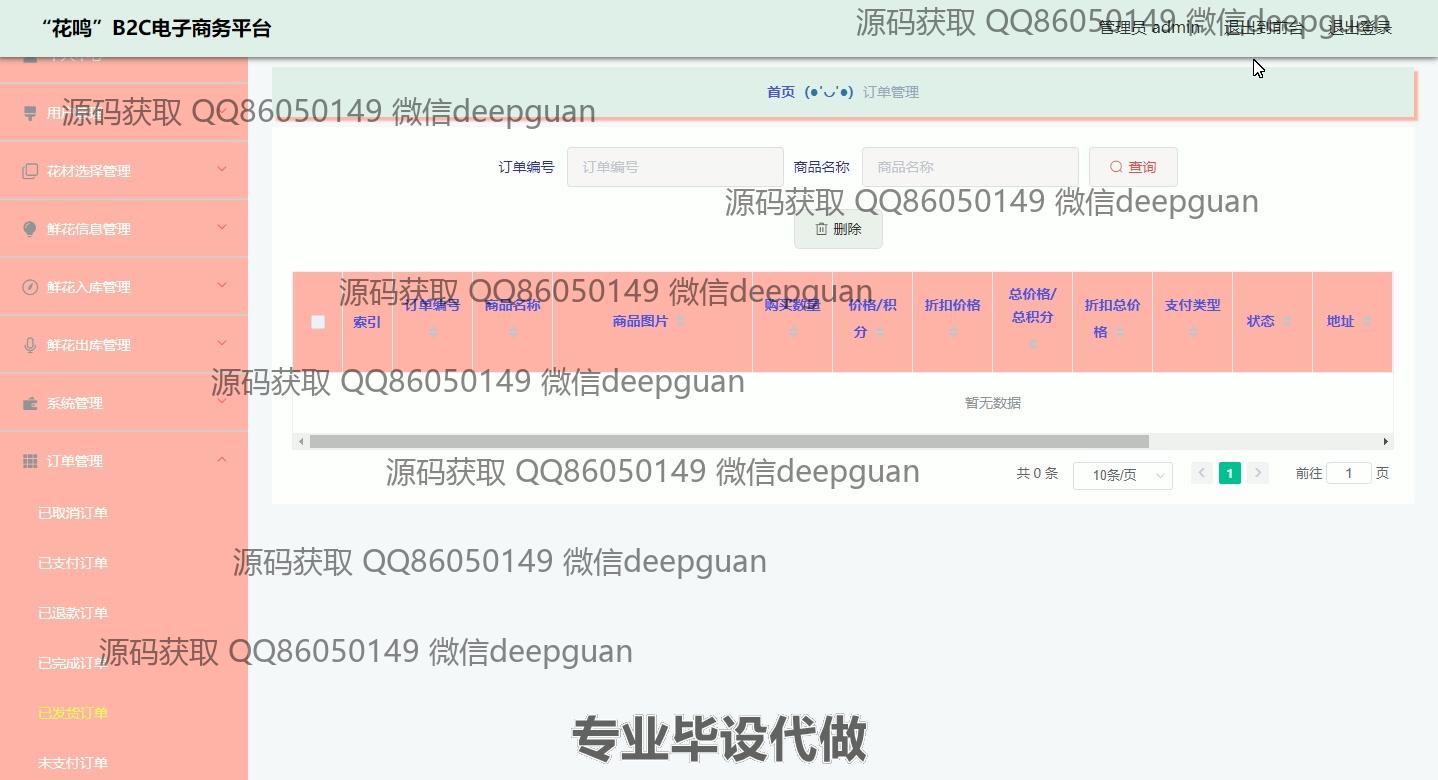 “花鸣”B2C电子商务平台
源码获取 QQ86050149 微信deepguan
管理员 admin 退出到前台 退出登录
个人中心
首页 (●'◡'●) 订单管理
源码获取 QQ86050149 微信deepguan
用户管理
花材选择管理
鲜花信息管理
鲜花入库管理
鲜花出库管理
系统管理
订单管理
已取消订单
已支付订单
已退款订单
已完成订单
已发货订单
未支付订单
订单编号 订单编号 商品名称 商品名称 查询
源码获取 QQ86050149 微信deepguan
删除
源码获取 QQ86050149 微信deepguan
索引 订单编号 商品名称 商品图片 购买数量 价格/积分 折扣价格 总价格/总积分 折扣总价格 支付类型 状态 地址
源码获取 QQ86050149 微信deepguan
暂无数据
源码获取 QQ86050149 微信deepguan
共 0 条 10条/页 1 前往 1 页
源码获取 QQ86050149 微信deepguan
源码获取 QQ86050149 微信deepguan
专业毕设代做